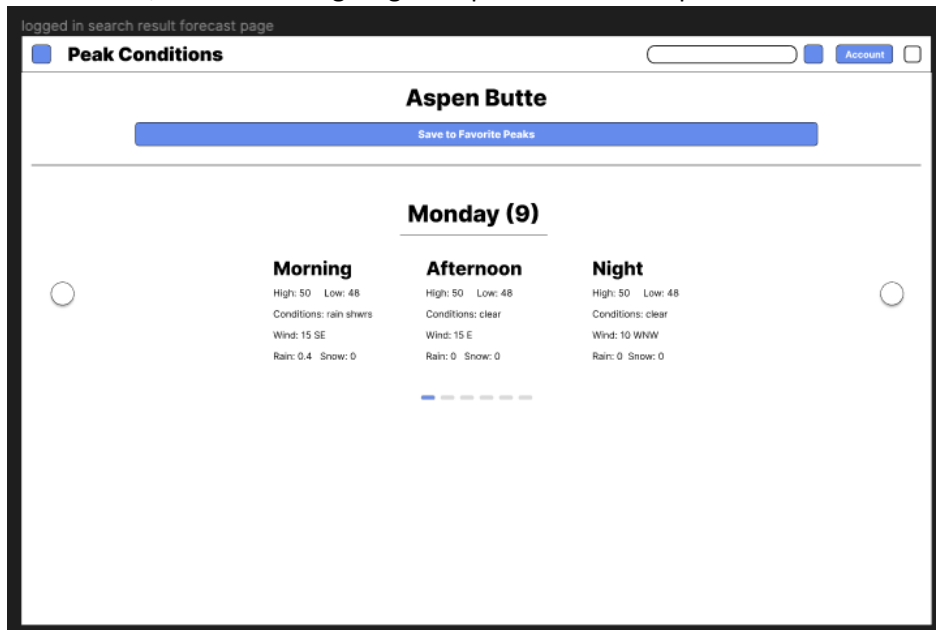 logged in search result forecast page
Peak Conditions
Account
Aspen Butte
Save to Favorite Peaks
Monday (9)
Morning
High: 50 Low: 48
Conditions: rain shwrs
Wind: 15 SE
Rain: 0.4 Snow: 0
Afternoon
High: 50 Low: 48
Conditions: clear
Wind: 15 E
Rain: 0 Snow: 0
Night
High: 50 Low: 48
Conditions: clear
Wind: 10 WNW
Rain: 0 Snow: 0